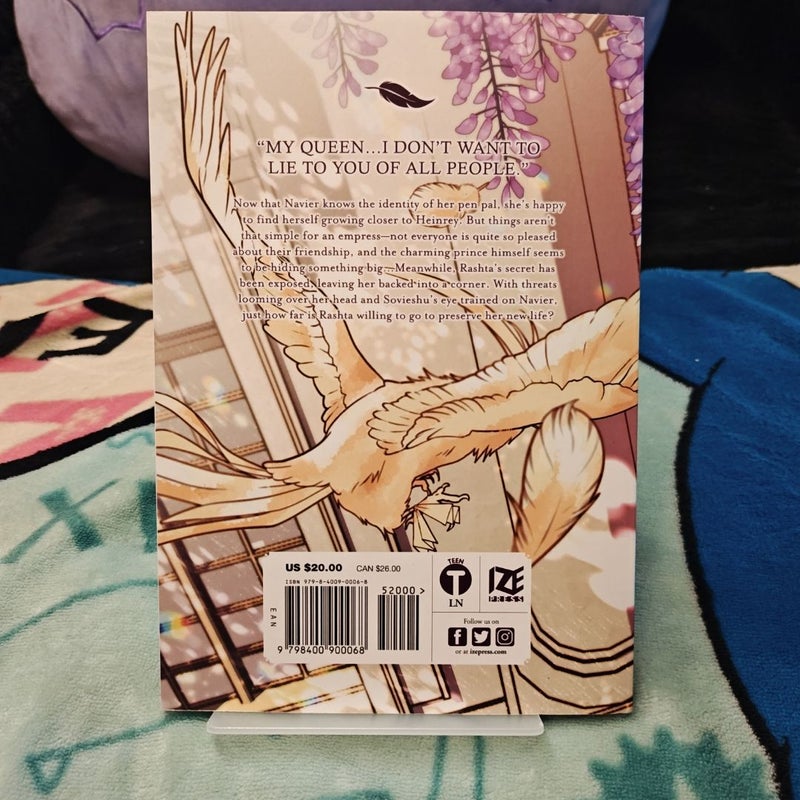 “MY QUEEN...I DON’T WANT TO
LIE TO YOU OF ALL PEOPLE.”
Now that Navier knows the identity of her pen pal, she’s happy
to find herself growing closer to Heinrey. But things aren’t
that simple for an empress—not everyone is quite so pleased
about their friendship, and the charming prince himself seems
to be hiding something big...Meanwhile, Rashta’s secret has
been exposed, leaving her backed into a corner. With threats
looming over her head and Sovieshu’s eye trained on Navier,
just how far is Rashta willing to go to preserve her new life?
US $20.00 CAN $26.00
ISBN 979-8-4009-0006-8
52000 >
EAN
9 798400 900068
TEEN
T
LN
IZE
PRESS
Follow us on
or at izepress.com